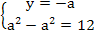 y = −a
a² − a² = 12